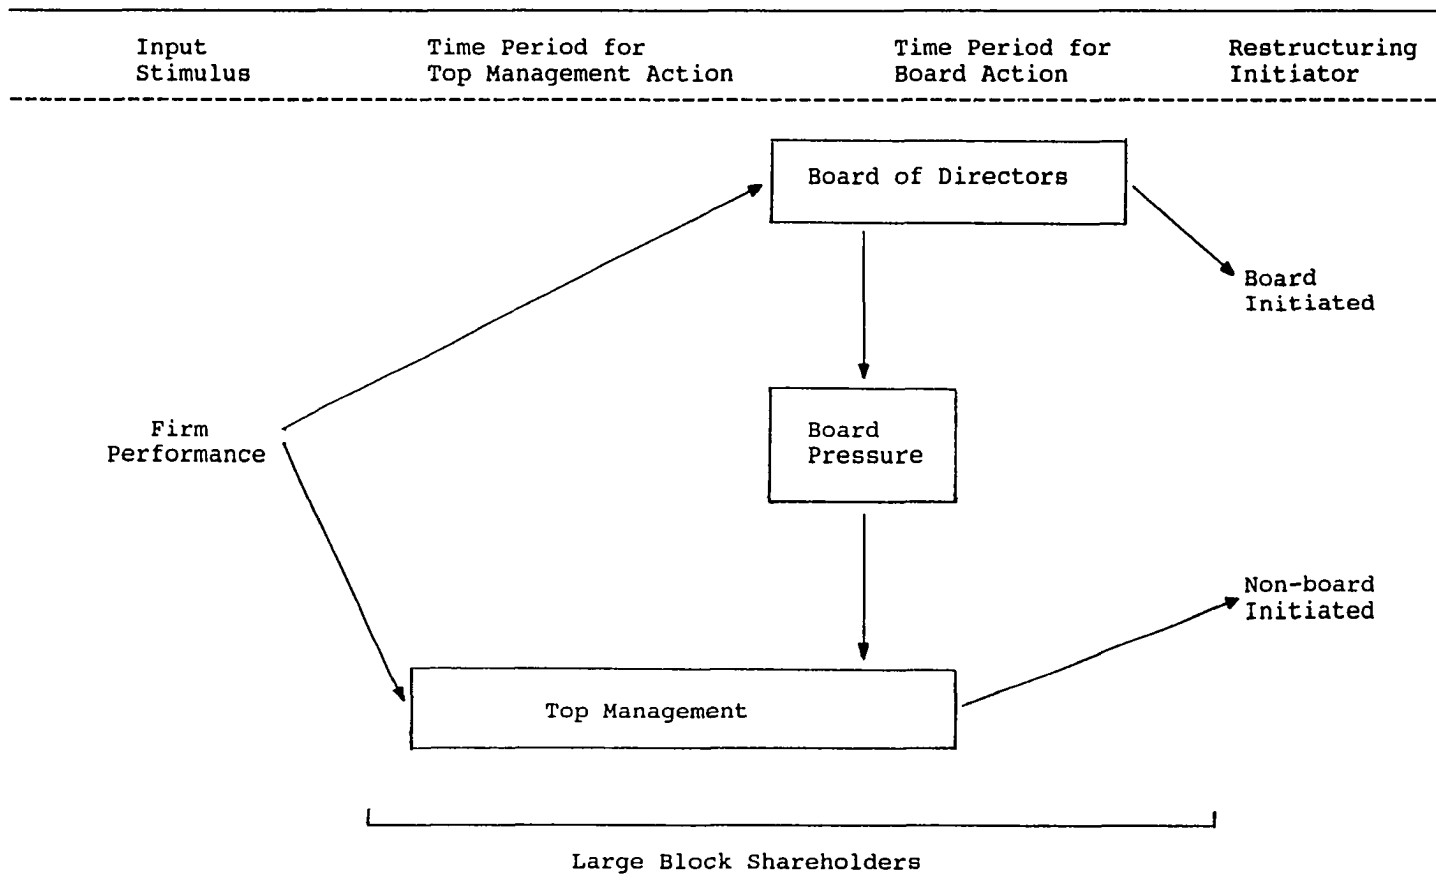 Input
Stimulus
Time Period for
Top Management Action
Time Period for
Board Action
Restructuring
Initiator
Board of Directors
Board
Initiated
Firm
Performance
Board
Pressure
Non-board
Initiated
Top Management
Large Block Shareholders